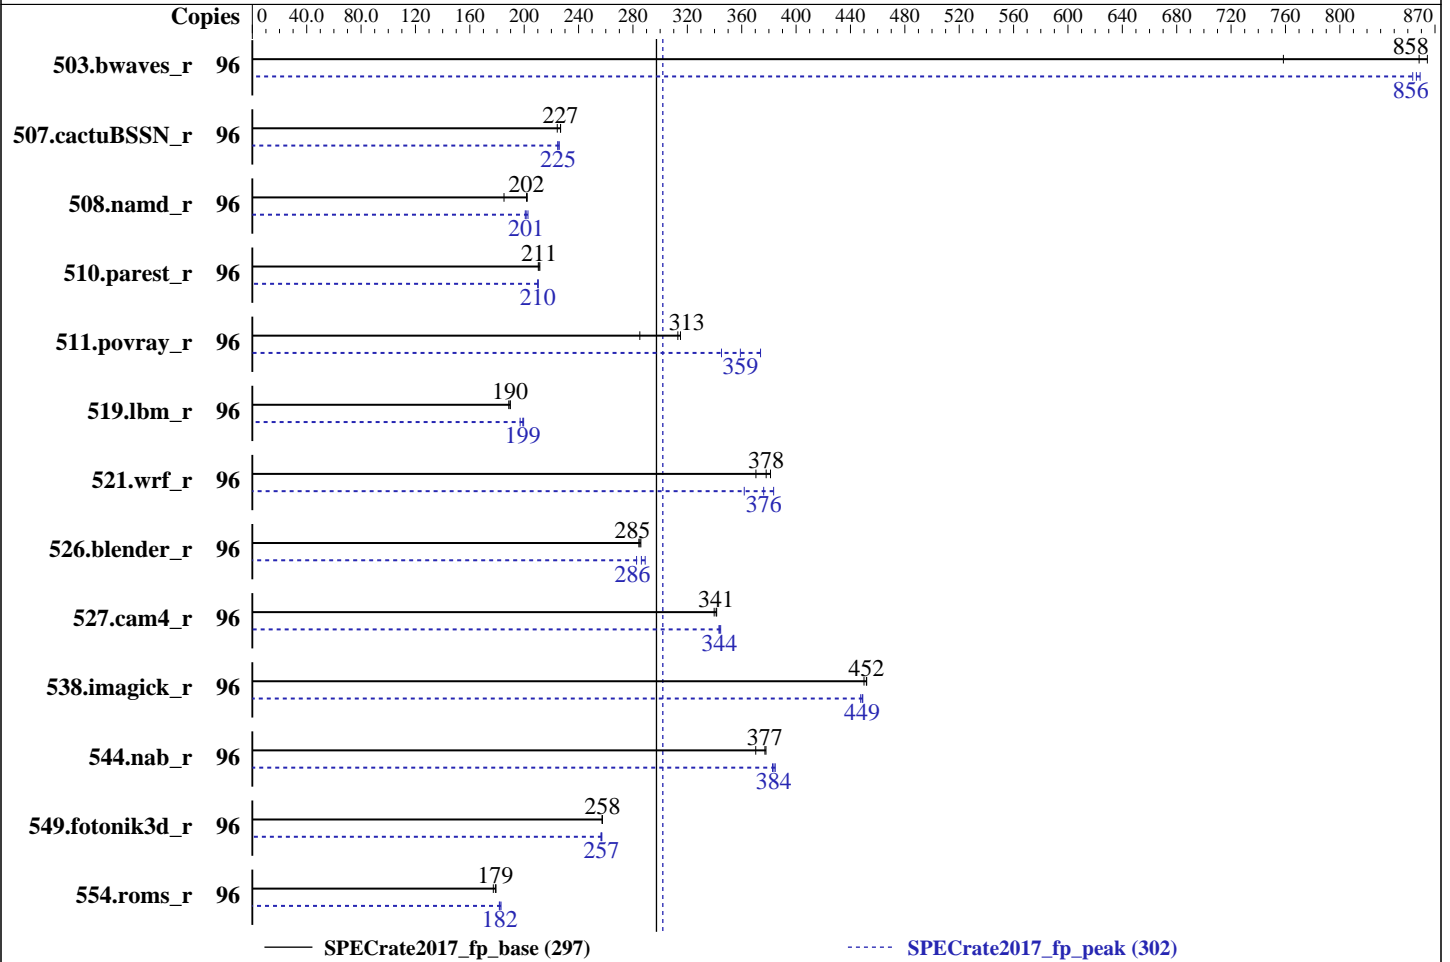 Copies 0 40.0 80.0 120 160 200 240 280 320 360 400 440 480 520 560 600 640 680 720 760 800 870
858
503.bwaves_r 96
856
227
507.cactuBSSN_r 96
225
202
508.namd_r 96
201
211
510.parest_r 96
210
313
511.povray_r 96
359
190
519.lbm_r 96
199
378
521.wrf_r 96
376
285
526.blender_r 96
286
341
527.cam4_r 96
344
452
538.imagick_r 96
449
377
544.nab_r 96
384
258
549.fotonik3d_r 96
257
179
554.roms_r 96
182
SPECrate2017_fp_base (297) SPECrate2017_fp_peak (302)